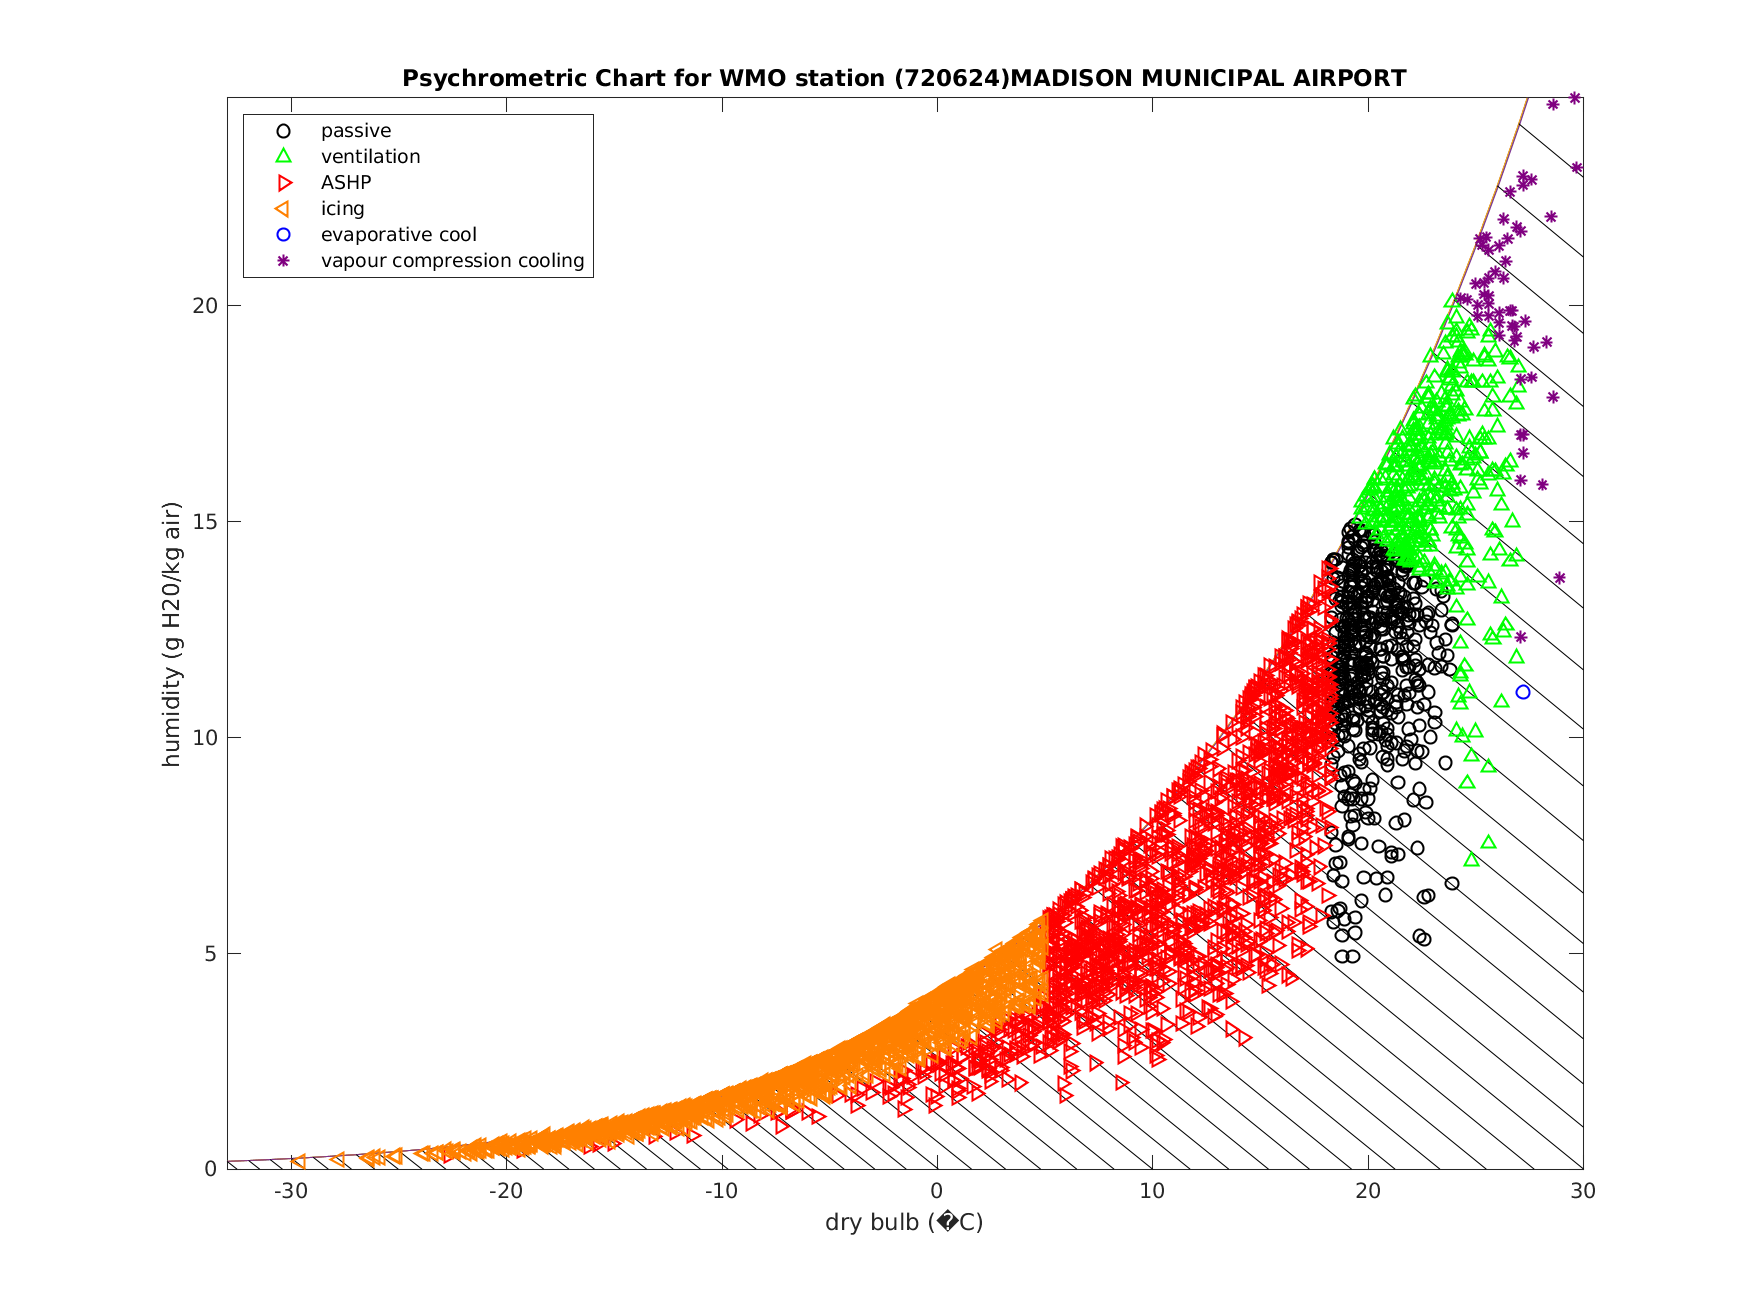 Psychrometric Chart for WMO station (720624)MADISON MUNICIPAL AIRPORT
passive
ventilation
ASHP
icing
evaporative cool
vapour compression cooling
humidity (g H20/kg air)
20
15
10
5
0
-30 -20 -10 0 10 20 30
dry bulb (�C)